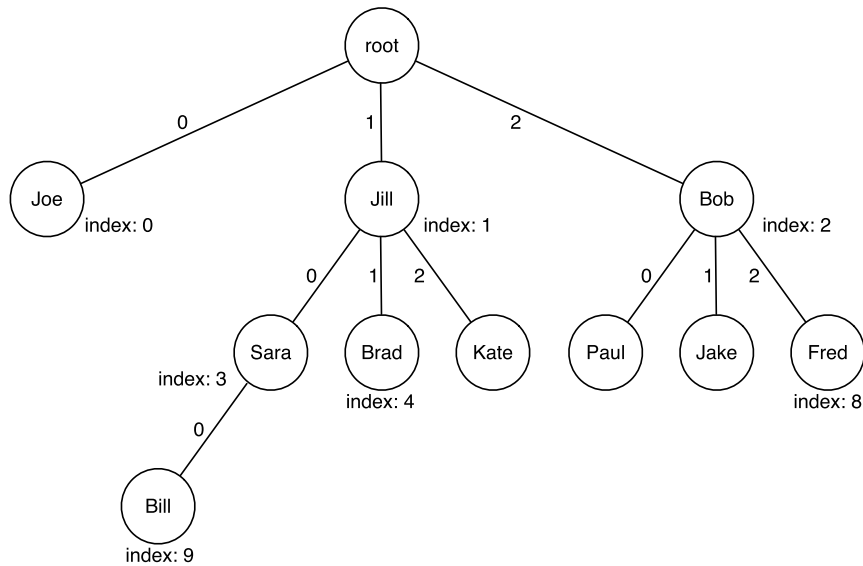 root
0
1
2
Joe
Jill
Bob
index: 0
index: 1
index: 2
0
1
2
0
1
2
Sara
Brad
Kate
Paul
Jake
Fred
index: 3
index: 4
index: 8
0
Bill
index: 9